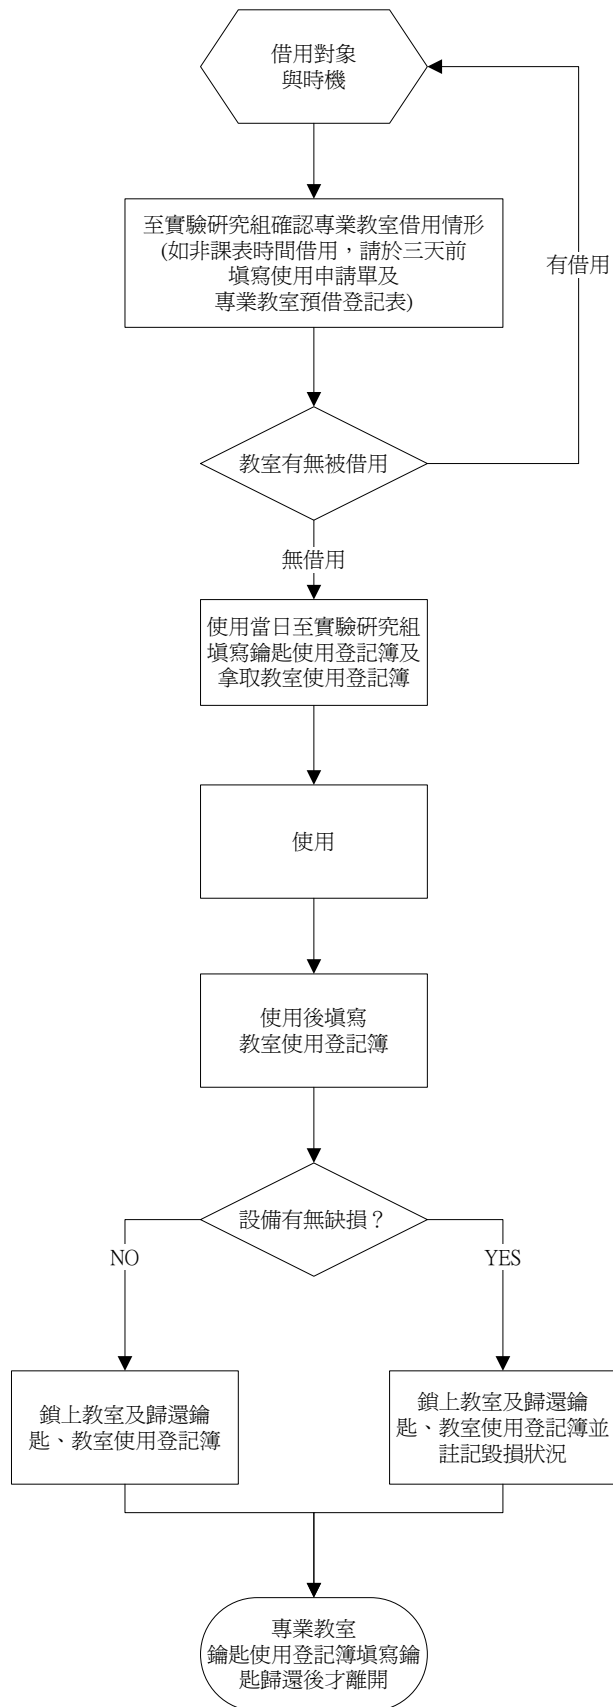 借用對象
與時機
至實驗研究組確認專業教室借用情形
(如非課表時間借用，請於三天前
填寫使用申請單及
專業教室預借登記表)
有借用
教室有無被借用
無借用
使用當日至實驗研究組
填寫鑰匙使用登記簿及
拿取教室使用登記簿
使用
使用後填寫
教室使用登記簿
設備有無缺損？
NO
YES
鎖上教室及歸還鑰
匙、教室使用登記簿
鎖上教室及歸還鑰
匙、教室使用登記簿並
註記毀損狀況
專業教室
鑰匙使用登記簿填寫鑰
匙歸還後才離開